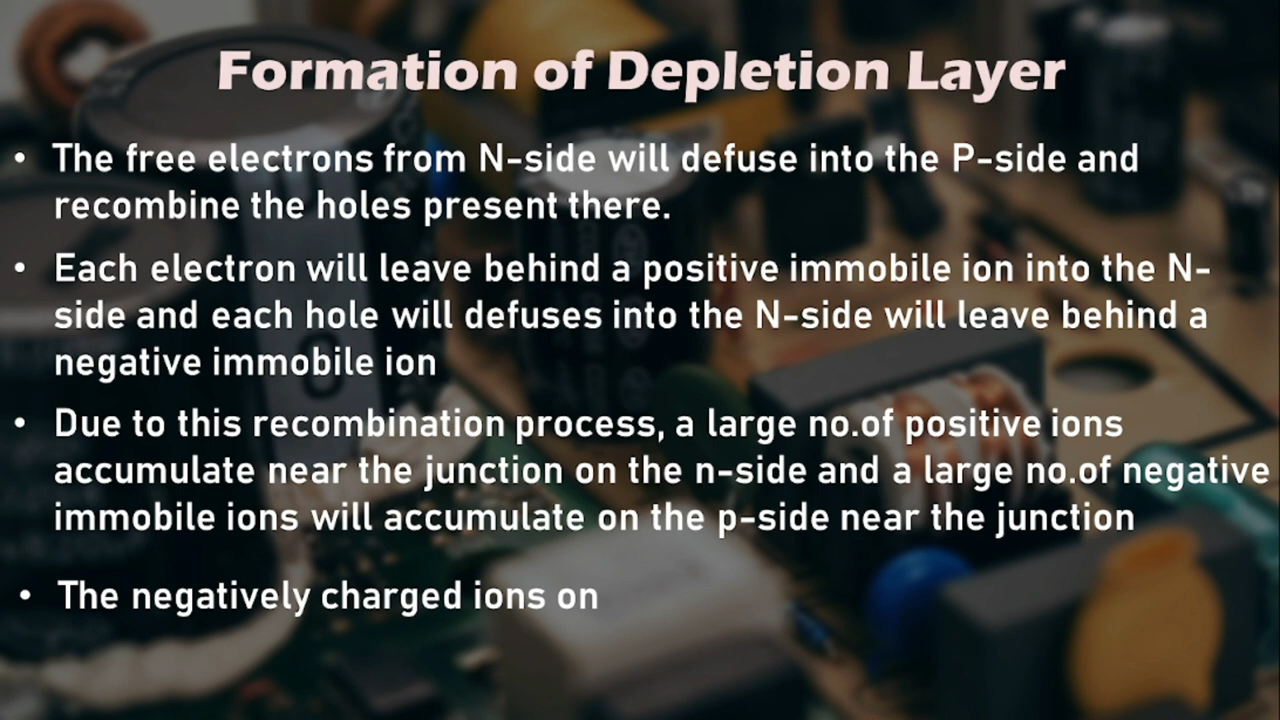 Formation of Depletion Layer
• The free electrons from N-side will defuse into the P-side and
recombine the holes present there.
• Each electron will leave behind a positive immobile ion into the N-
side and each hole will defuses into the N-side will leave behind a
negative immobile ion
• Due to this recombination process, a large no.of positive ions
accumulate near the junction on the n-side and a large no.of negative
immobile ions will accumulate on the p-side near the junction
• The negatively charged ions on